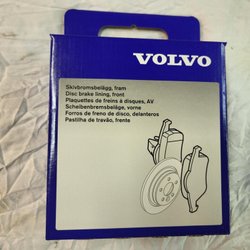 VOLVO
Skivbromsbelägg, fram
Disc brake lining, front
Plaquettes de freins à disques, AV
Scheibenbremsbeläge, vorne
Forros de freno de disco, delanteros
Pastilha de travão, frente